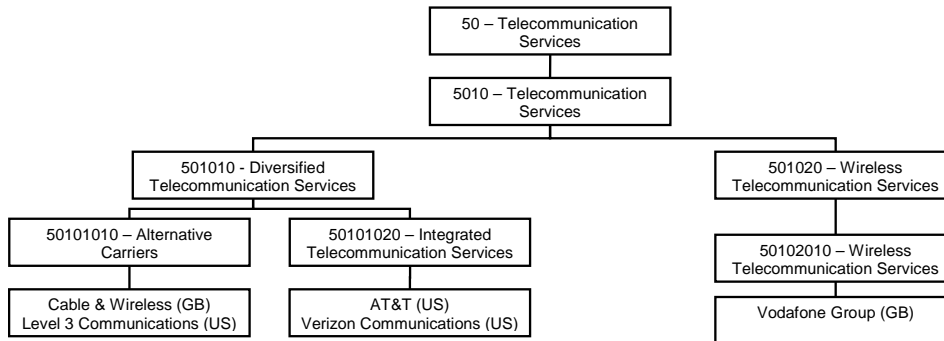 50 – Telecommunication
Services
5010 – Telecommunication
Services
501010 - Diversified
Telecommunication Services
501020 – Wireless
Telecommunication Services
50101010 – Alternative
Carriers
50101020 – Integrated
Telecommunication Services
50102010 – Wireless
Telecommunication Services
Cable & Wireless (GB)
Level 3 Communications (US)
AT&T (US)
Verizon Communications (US)
Vodafone Group (GB)